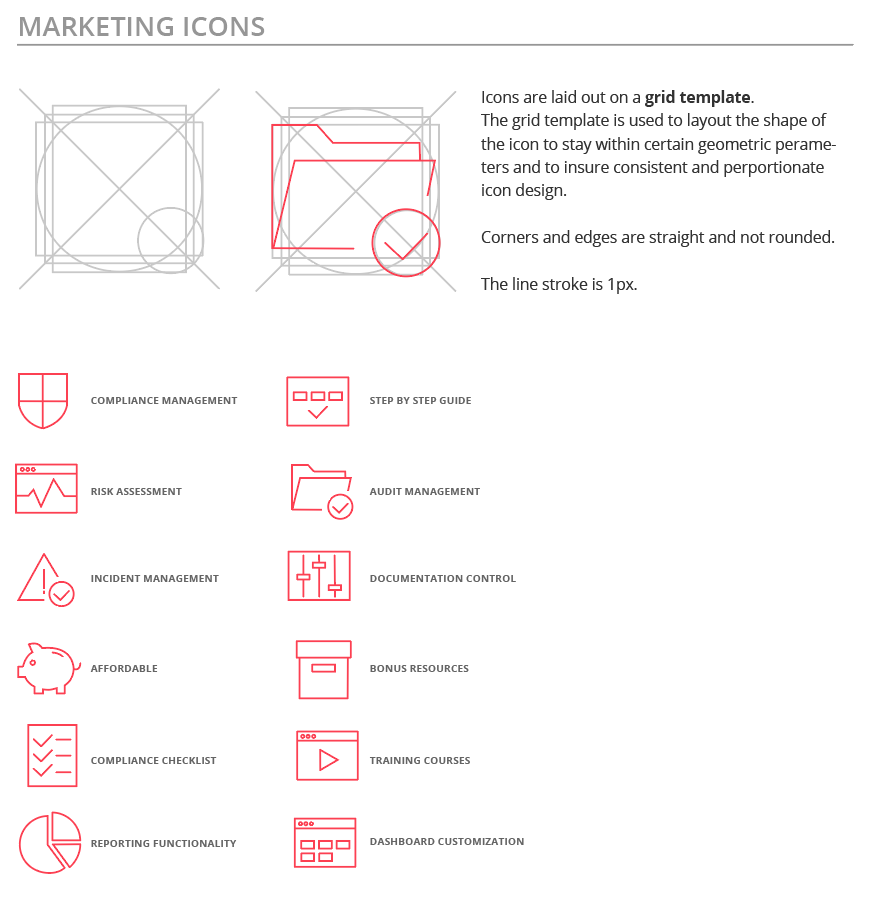 MARKETING ICONS
Icons are laid out on a grid template.
The grid template is used to layout the shape of
the icon to stay within certain geometric perame-
ters and to insure consistent and perportionate
icon design.
Corners and edges are straight and not rounded.
The line stroke is 1px.
COMPLIANCE MANAGEMENT
STEP BY STEP GUIDE
RISK ASSESSMENT
AUDIT MANAGEMENT
INCIDENT MANAGEMENT
DOCUMENTATION CONTROL
AFFORDABLE
BONUS RESOURCES
COMPLIANCE CHECKLIST
TRAINING COURSES
REPORTING FUNCTIONALITY
DASHBOARD CUSTOMIZATION